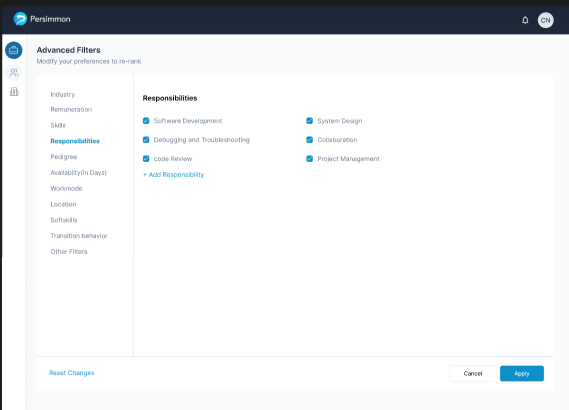 Persimmon
CN
Advanced Filters
Modify your preferences to re-rank
Industry
Remuneration
Skills
Responsibilities
Pedigree
Availablity(in Days)
Workmode
Location
Softskills
Transition behavior
Other Filters
Responsibilities
Software Development
System Design
Debugging and Troubleshooting
Collaboration
code Review
Project Management
+ Add Responsibility
Reset Changes
Cancel
Apply